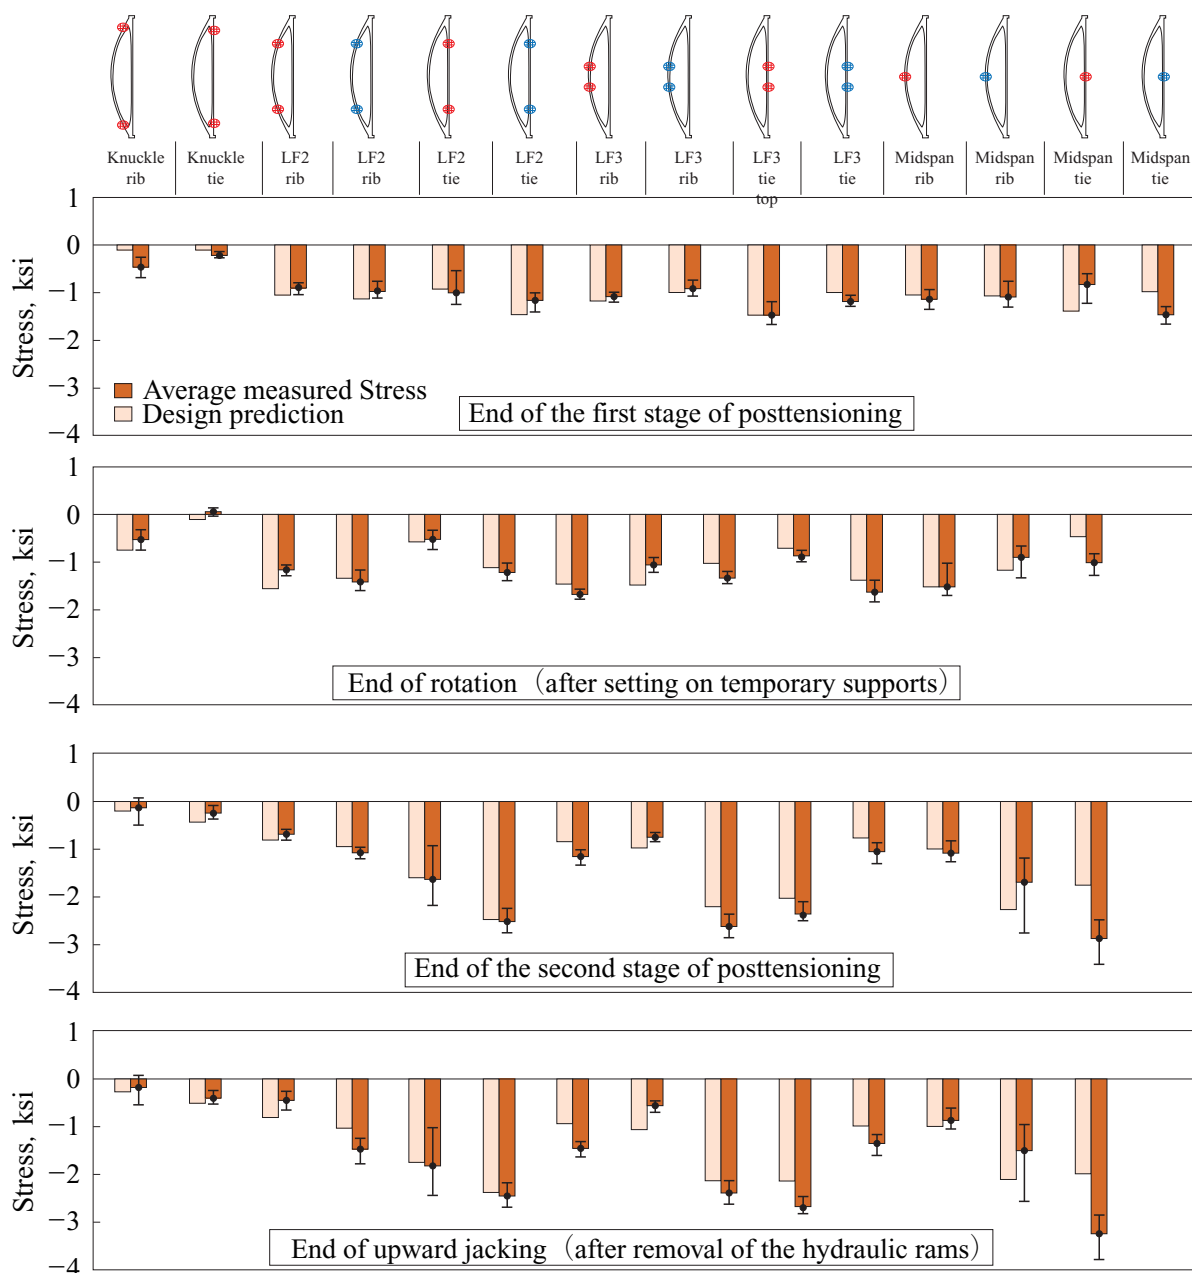 Knuckle rib
Knuckle tie
LF2 rib
LF2 rib
LF2 tie
LF2 tie
LF3 rib
LF3 rib
LF3 tie top
LF3 tie
Midspan rib
Midspan rib
Midspan tie
Midspan tie
Stress, ksi
1
0
−1
−2
−3
−4
Average measured Stress
Design prediction
End of the first stage of posttensioning
Stress, ksi
1
0
−1
−2
−3
−4
End of rotation（after setting on temporary supports）
Stress, ksi
1
0
−1
−2
−3
−4
End of the second stage of posttensioning
Stress, ksi
1
0
−1
−2
−3
−4
End of upward jacking（after removal of the hydraulic rams）